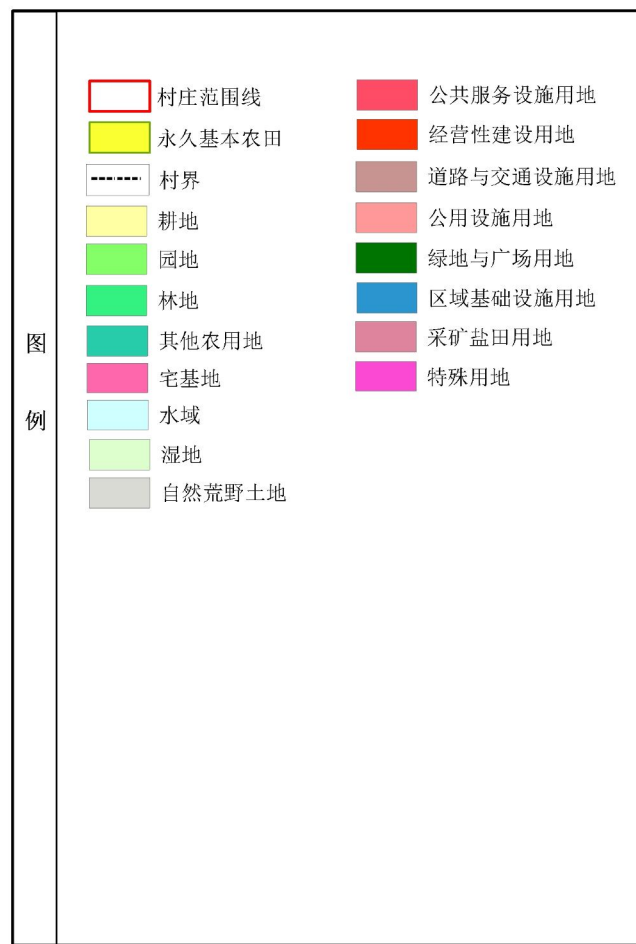 图例
村庄范围线
永久基本农田
村界
耕地
园地
林地
其他农用地
宅基地
水域
湿地
自然荒野土地
公共服务设施用地
经营性建设用地
道路与交通设施用地
公用设施用地
绿地与广场用地
区域基础设施用地
采矿盐田用地
特殊用地